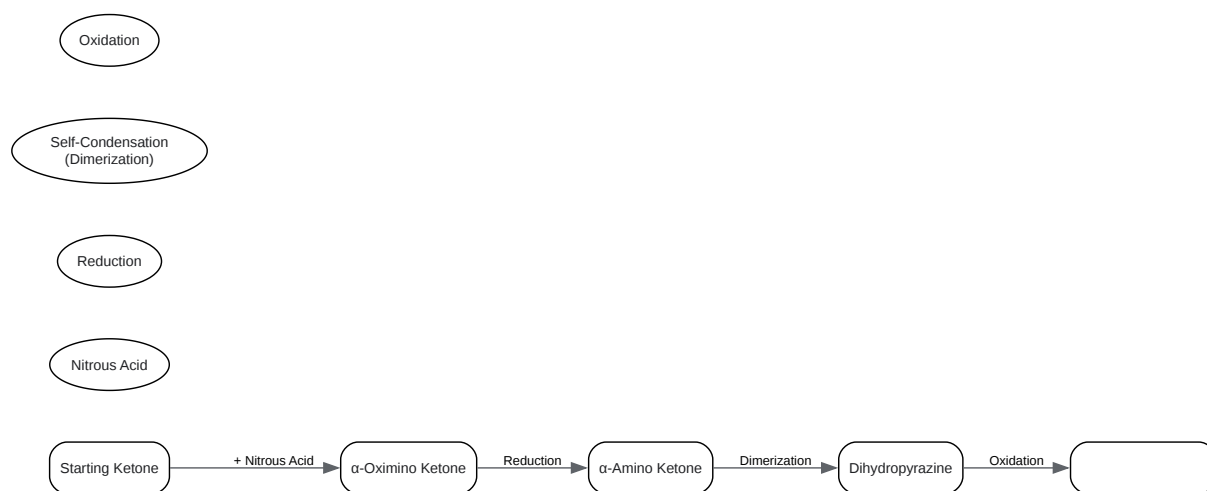 Oxidation
Self-Condensation
(Dimerization)
Reduction
Nitrous Acid
Starting Ketone
+ Nitrous Acid
α-Oximino Ketone
Reduction
α-Amino Ketone
Dimerization
Dihydropyrazine
Oxidation